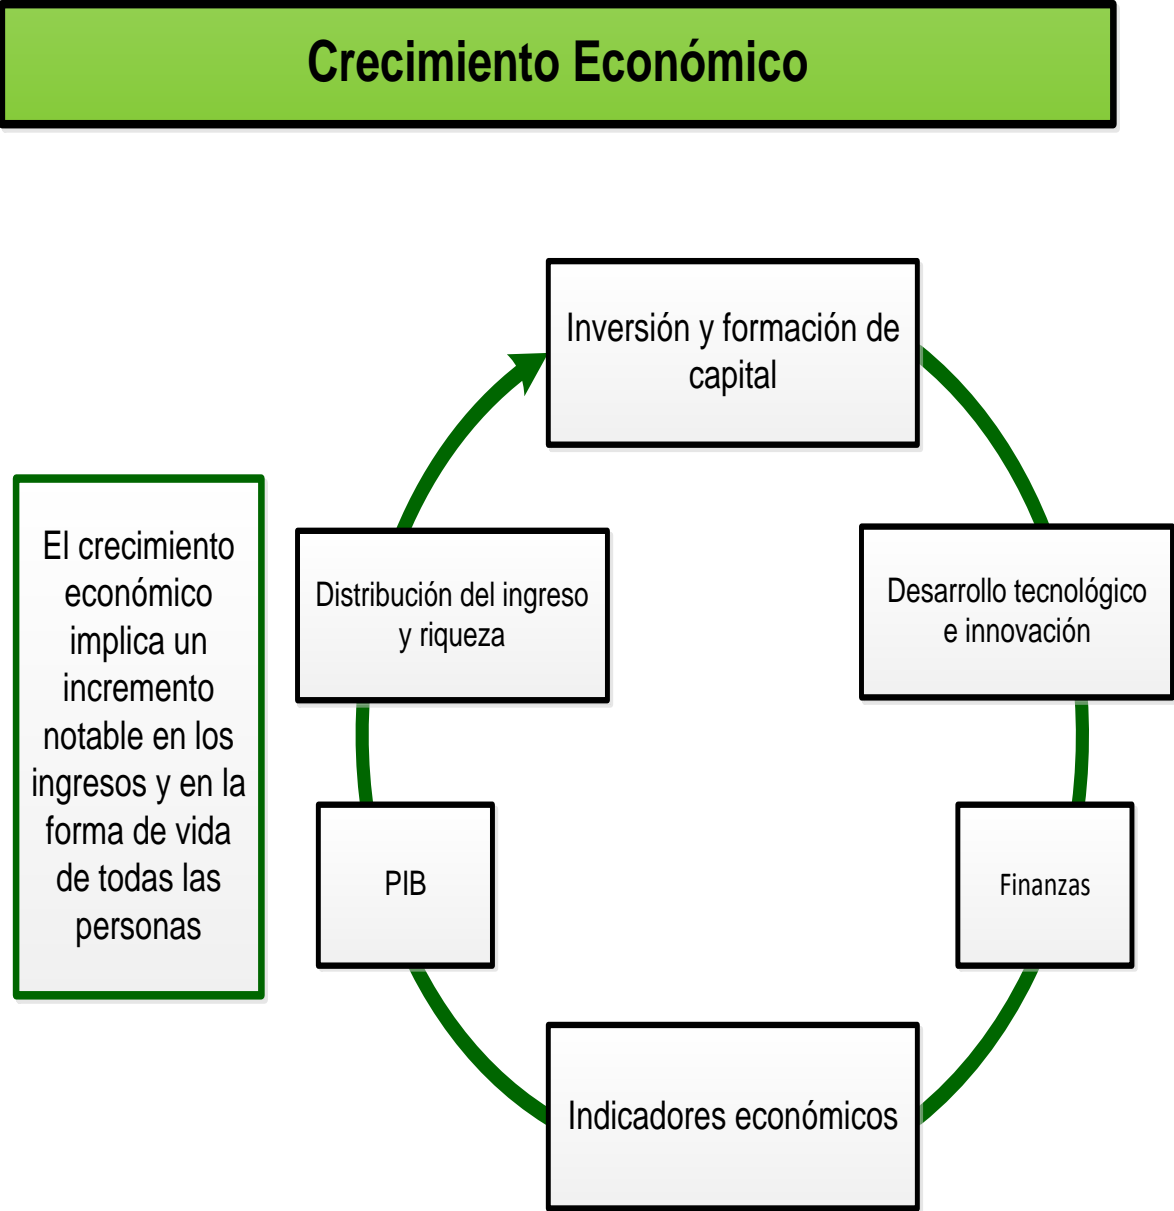 Crecimiento Económico
Inversión y formación de
capital
Desarrollo tecnológico
e innovación
Finanzas
Indicadores económicos
PIB
Distribución del ingreso
y riqueza
El crecimiento
económico
implica un
incremento
notable en los
ingresos y en la
forma de vida
de todas las
personas